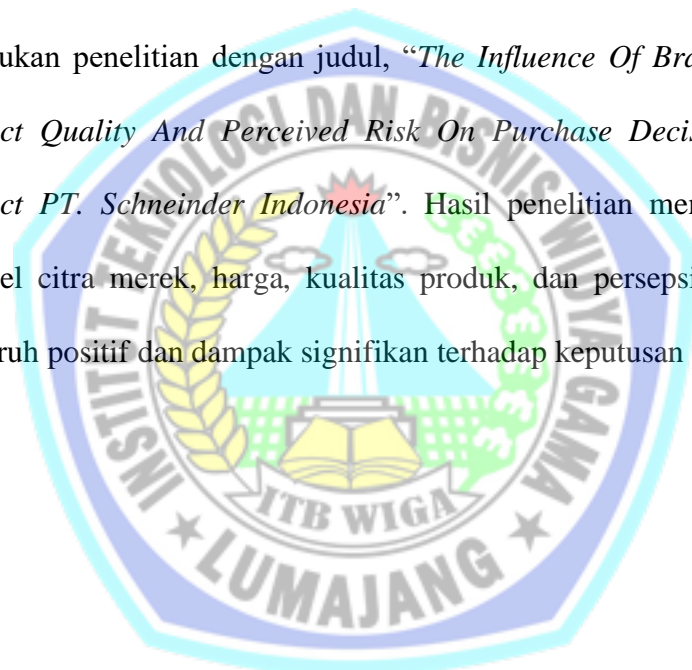 ukan penelitian dengan judul, “The Influence Of Bra
ct Quality And Perceived Risk On Purchase Decis
ct PT. Schneinder Indonesia”. Hasil penelitian mer
el citra merek, harga, kualitas produk, dan persepsi
ruh positif dan dampak signifikan terhadap keputusan
INSTITUT TEKNOLOGI DAN BISNIS WIDYA GAMA
ITB WIGA
LUMAJANG